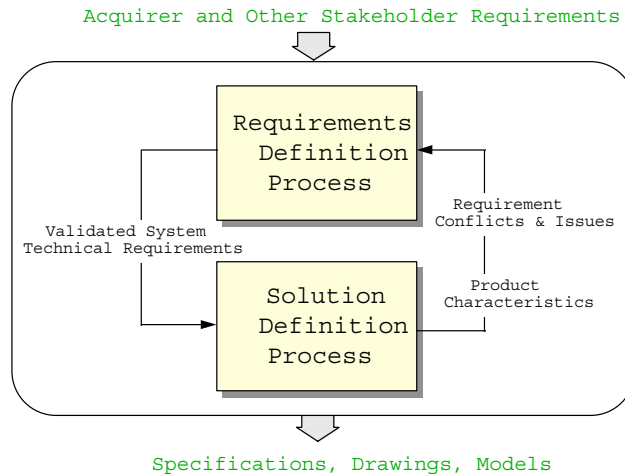 Acquirer and Other Stakeholder Requirements
Requirements
Definition
Process
Requirement
Conflicts & Issues
Validated System
Technical Requirements
Product
Characteristics
Solution
Definition
Process
Specifications, Drawings, Models